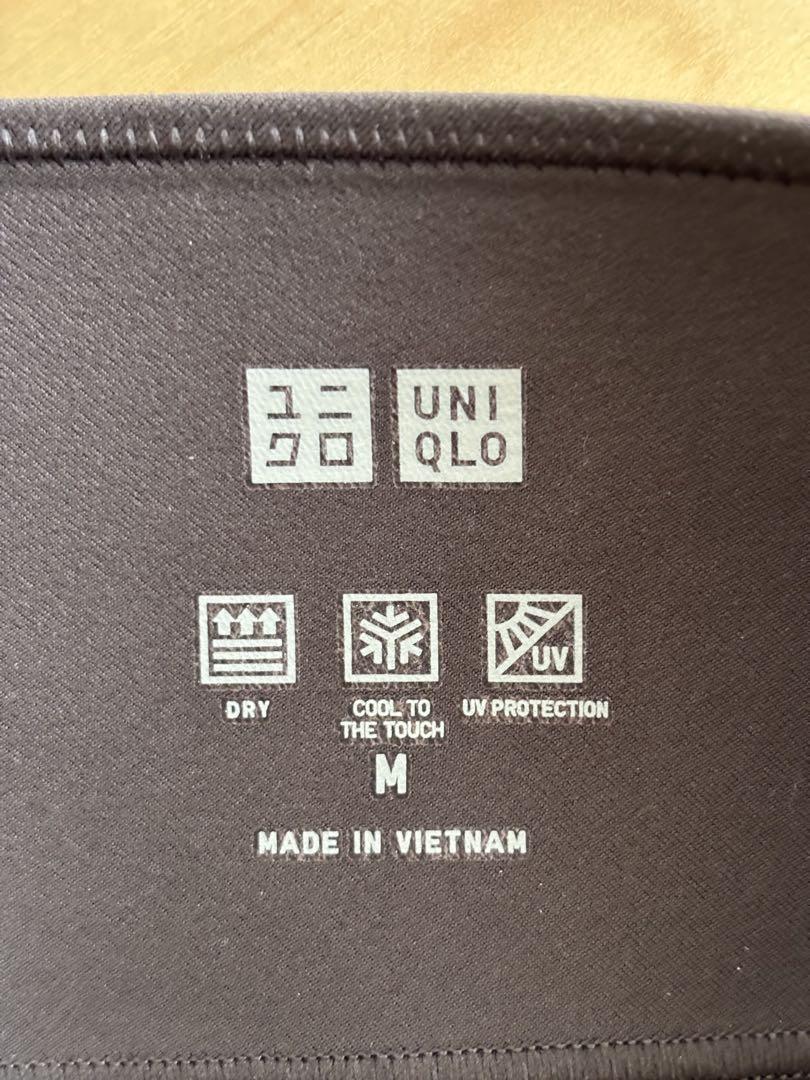 ユニ
クロ
UNI
QLO
UV
DRY
COOL TO
THE TOUCH
UV PROTECTION
M
MADE IN VIETNAM